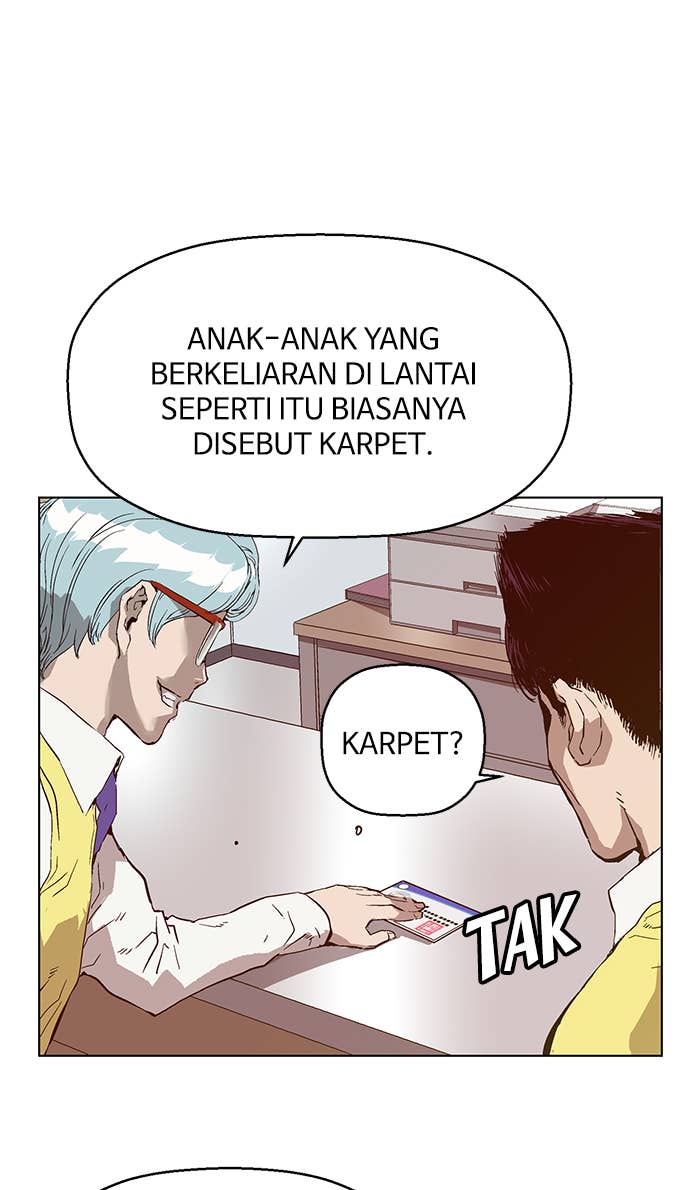 ANAK-ANAK YANG
BERKELIARAN DI LANTAI
SEPERTI ITU BIASANYA
DISEBUT KARPET.
KARPET?
TAK